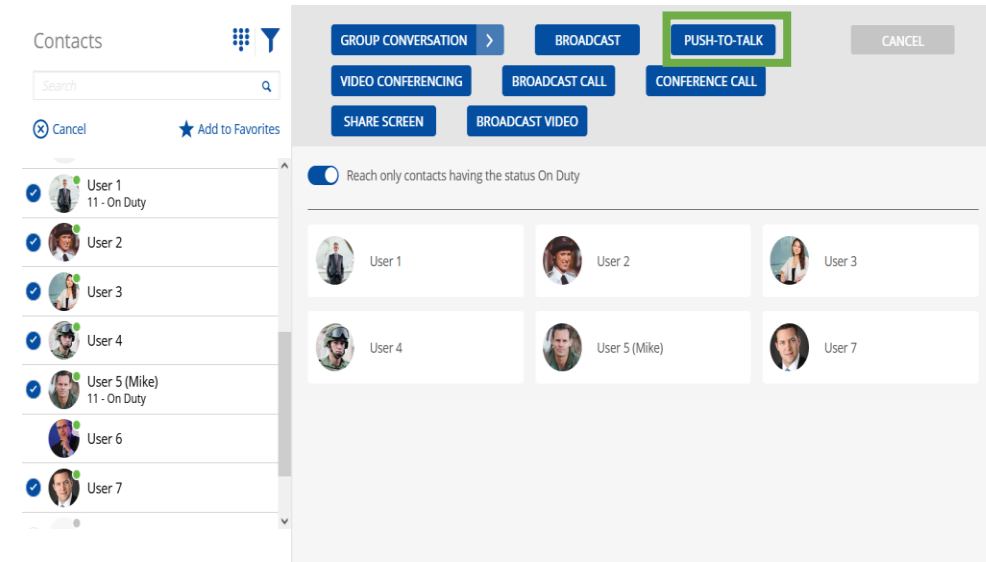 Contacts
Search
Cancel
Add to Favorites
User 1
11 - On Duty
User 2
User 3
User 4
User 5 (Mike)
11 - On Duty
User 6
User 7
GROUP CONVERSATION
BROADCAST
PUSH-TO-TALK
CANCEL
VIDEO CONFERENCING
BROADCAST CALL
CONFERENCE CALL
SHARE SCREEN
BROADCAST VIDEO
Reach only contacts having the status On Duty
User 1
User 2
User 3
User 4
User 5 (Mike)
User 7